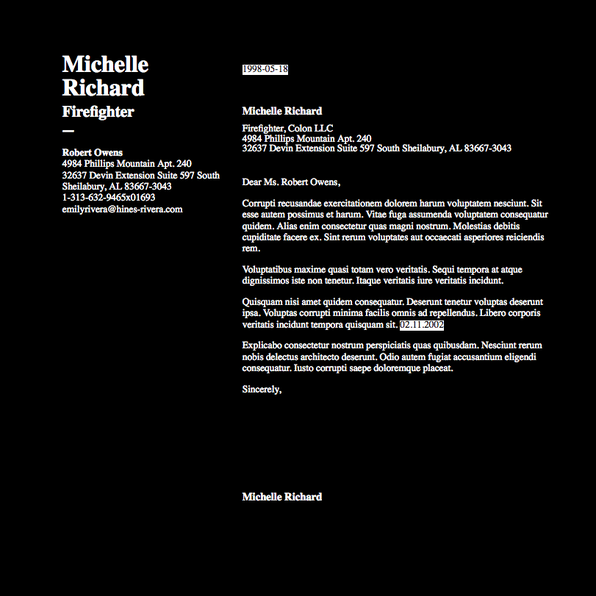 Michelle
Richard
Firefighter
Robert Owens
4984 Phillips Mountain Apt. 240
32637 Devin Extension Suite 597 South
Sheilabury, AL 83667-3043
1-313-632-9465x01693
emilyrivera@hines-rivera.com
1998-05-18
Michelle Richard
Firefighter, Colon LLC
4984 Phillips Mountain Apt. 240
32637 Devin Extension Suite 597 South Sheilabury, AL 83667-3043
Dear Ms. Robert Owens,
Corrupti recusandae exercitationem dolorem harum voluptatem nesciunt. Sit
esse autem possimus et harum. Vitae fuga assumenda voluptatem consequatur
quidem. Alias enim consectetur quas magni nostrum. Molestias debitis
cupiditate facere ex. Sint rerum voluptates aut occaecati asperiores reiciendis
rem.
Voluptatibus maxime quasi totam vero veritatis. Sequi tempora at atque
dignissimos iste non tenetur. Itaque veritatis iure veritatis incidunt.
Quisquam nisi amet quidem consequatur. Deserunt tenetur voluptas deserunt
ipsa. Voluptas corrupti minima facilis omnis ad repellendus. Libero corporis
veritatis incidunt tempora quisquam sit. 02.11.2002
Explicabo consectetur nostrum perspiciatis quas quibusdam. Nesciunt rerum
nobis delectus architecto deserunt. Odio autem fugiat accusantium eligendi
consequatur. Iusto corrupti saepe doloremque placeat.
Sincerely,
Michelle Richard